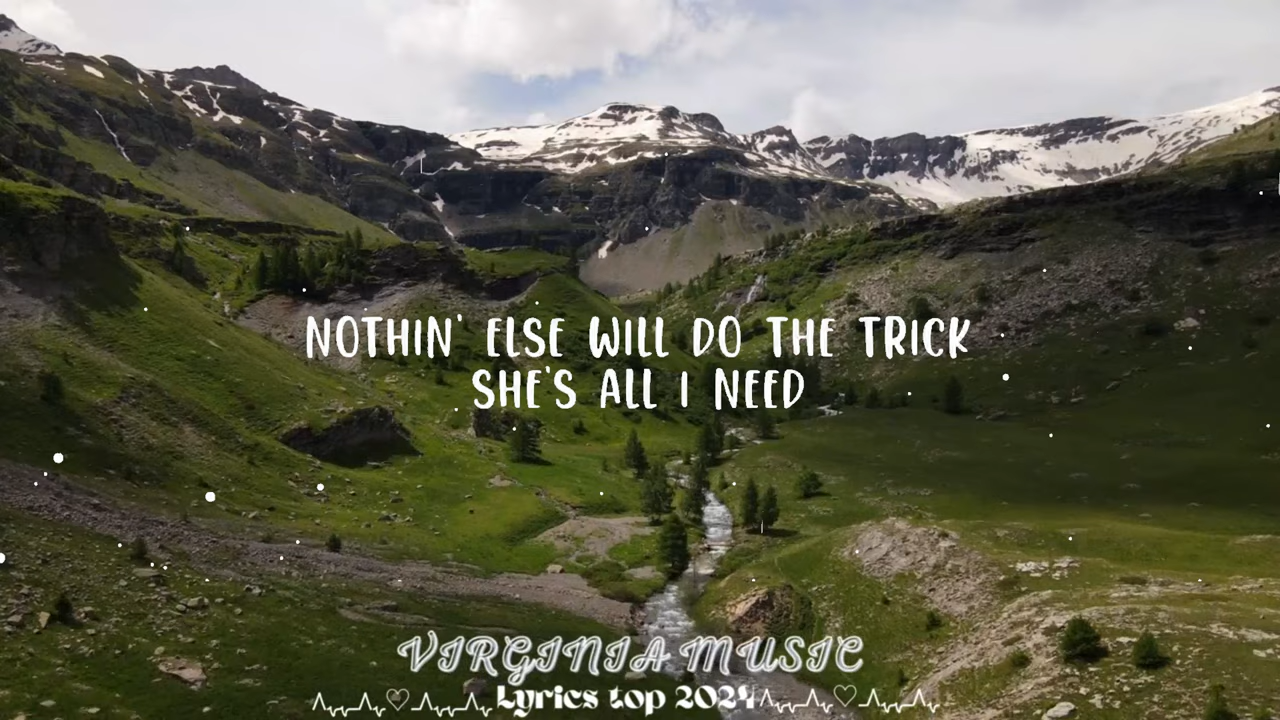 NOTHIN' ELSE WILL DO THE TRICK
SHE'S ALL I NEED
VIRGINIA MUSIC
Lyrics top 2024